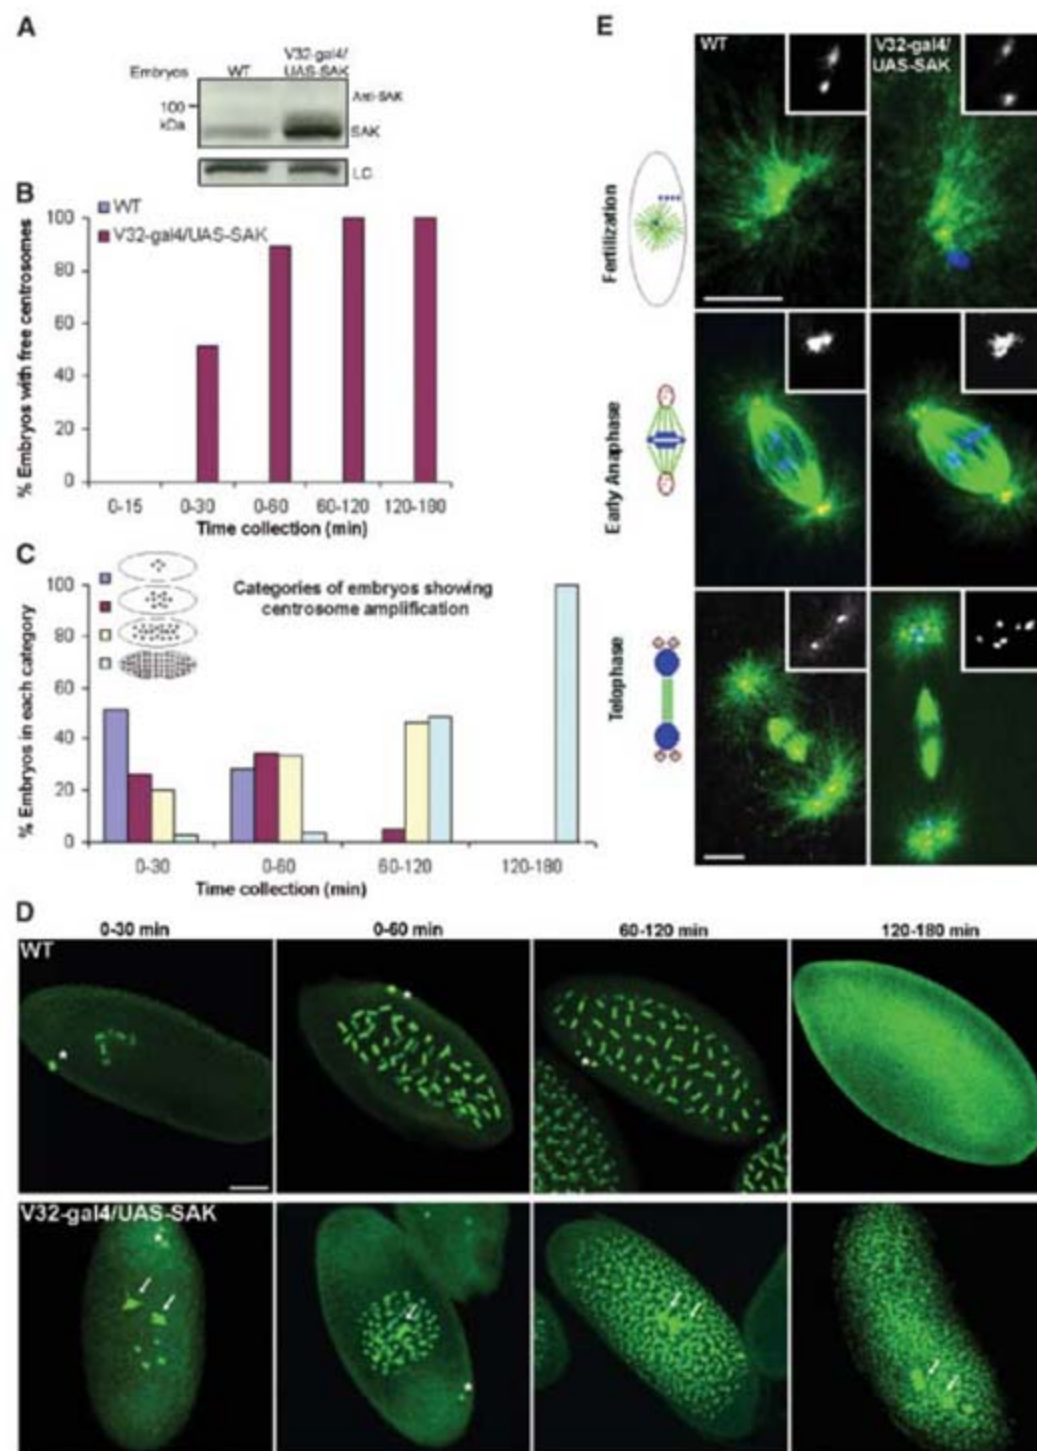 A
Embryos
WT
V32-gal4/
UAS-SAK
100
kDa
Anti-SAK
SAK
LC
B
WT
V32-gal4/UAS-SAK
% Embryos with free centrosomes
100
80
60
40
20
0
0-15 0-30 0-60 60-120 120-180
Time collection (min)
C
Categories of embryos showing
centrosome amplification
% Embryos in each category
100
80
60
40
20
0
0-30 0-60 60-120 120-180
Time collection (min)
D
0-30 min 0-60 min 60-120 min 120-180 min
WT
V32-gal4/UAS-SAK
E
WT
V32-gal4/
UAS-SAK
Fertilization
Early Anaphase
Telophase